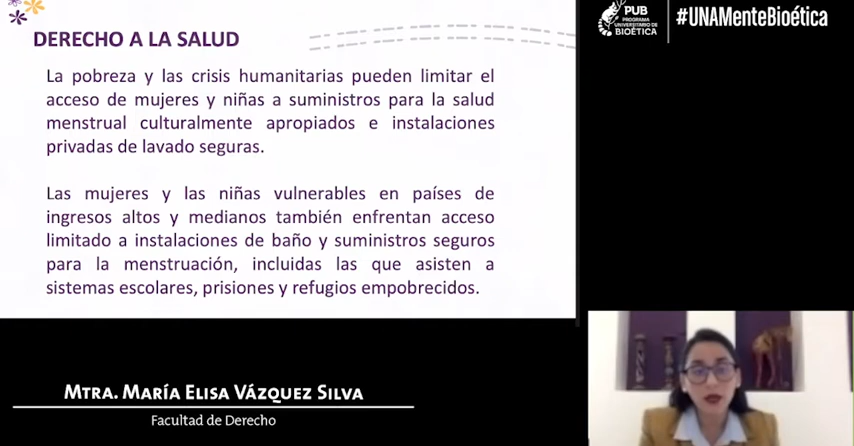 DERECHO A LA SALUD
La pobreza y las crisis humanitarias pueden limitar el
acceso de mujeres y niñas a suministros para la salud
menstrual culturalmente apropiados e instalaciones
privadas de lavado seguras.
Las mujeres y las niñas vulnerables en países de
ingresos altos y medianos también enfrentan acceso
limitado a instalaciones de baño y suministros seguros
para la menstruación, incluidas las que asisten a
sistemas escolares, prisiones y refugios empobrecidos.
PUB
PROGRAMA
UNIVERSITARIO DE
BIOÉTICA
#UNAMenteBioética
MTRA. MARÍA ELISA VÁZQUEZ SILVA
Facultad de Derecho